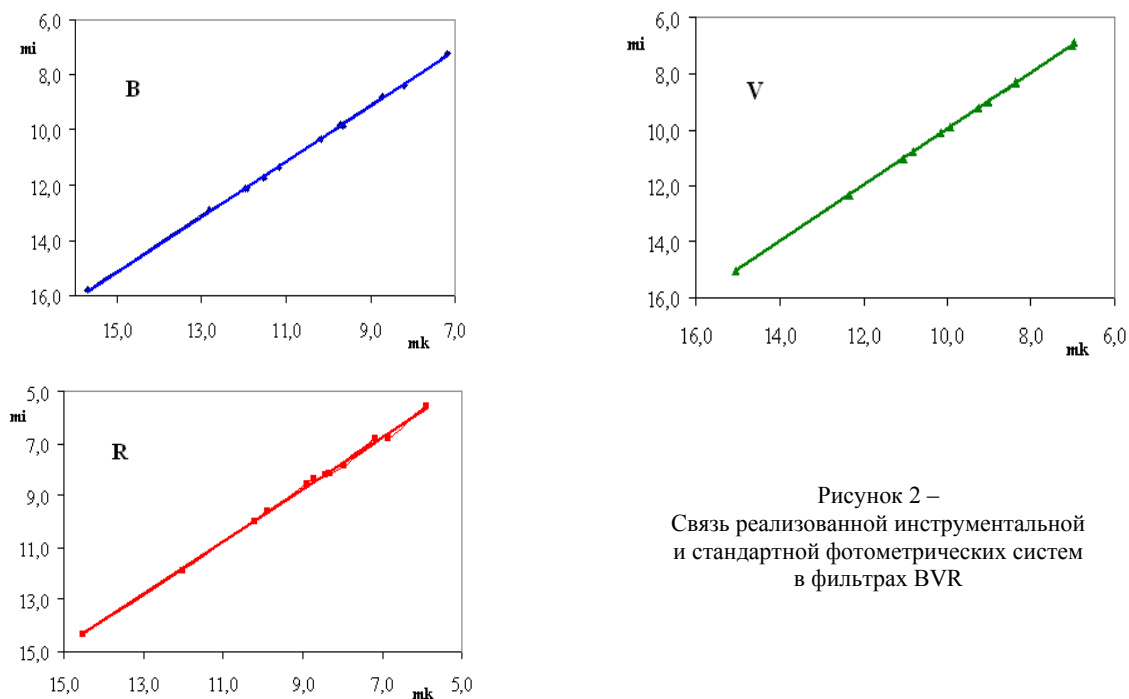 6,0
mi
8,0
B
10,0
12,0
14,0
16,0
15,0 13,0 11,0 9,0 7,0
mk
6,0
mi
8,0
V
10,0
12,0
14,0
16,0
16,0 14,0 12,0 10,0 8,0 6,0
mk
5,0
mi
7,0
R
9,0
11,0
13,0
15,0
15,0 13,0 11,0 9,0 7,0 5,0
mk
Рисунок 2 –
Связь реализованной инструментальной
и стандартной фотометрических систем
в фильтрах BVR